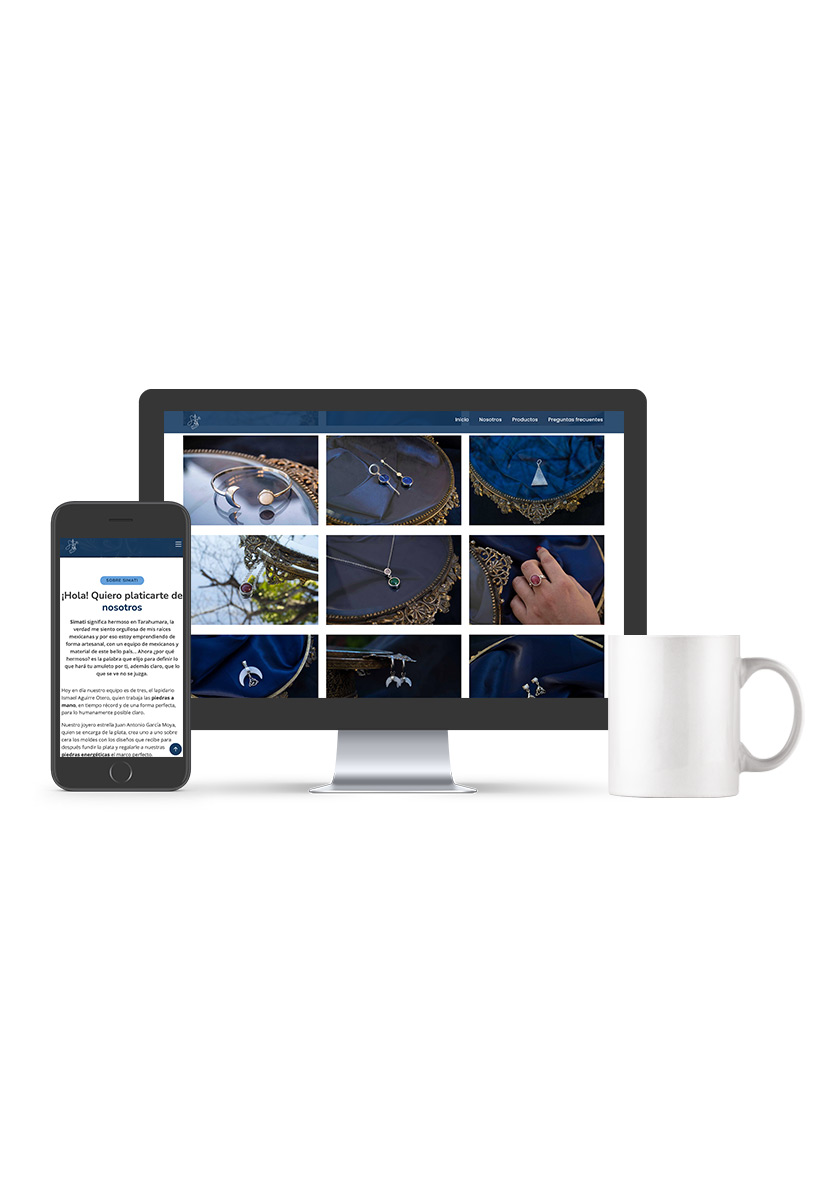 Inicio Nosotros Productos Preguntas frecuentes
SOBRE SIMATI
¡Hola! Quiero platicarte de
nosotros
Simati significa hermoso en Tarahumara, la
verdad me siento orgullosa de mis raíces
mexicanas y por eso estoy emprendiendo de
forma artesanal, con un equipo de mexicanos y
material de este bello país... Ahora ¿por qué
hermoso? es la palabra que elijo para definir lo
que hará tu amuleto por ti, además claro, que lo
que se ve no se juzga.
Hoy en día nuestro equipo es de tres, el lapidario
Ismael Aguirre Otero, quien trabaja las piedras a
mano, en tiempo récord y de una forma perfecta,
para lo humanamente posible claro.
Nuestro joyero estrella Juan Antonio García Moya,
quien se encarga de la plata, crea uno a uno sobre
cera los moldes con los diseños que recibe para
después fundir la plata y regalarle a nuestras
piedras energéticas el marco perfecto.